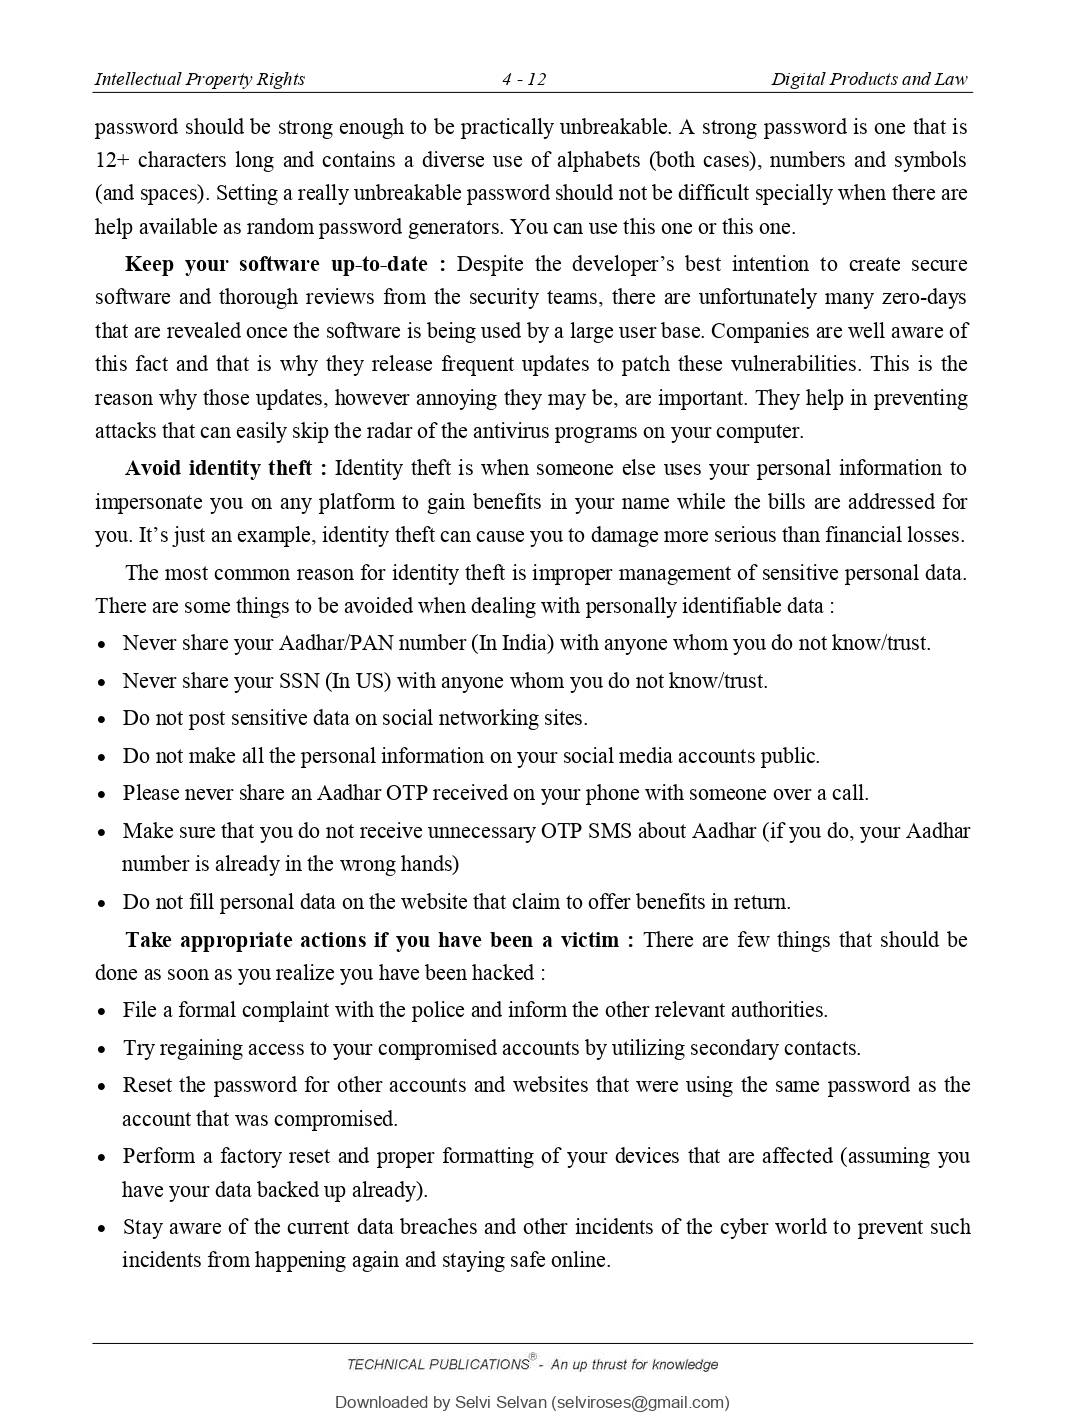 Intellectual Property Rights 4 - 12 Digital Products and Law
password should be strong enough to be practically unbreakable. A strong password is one that is
12+ characters long and contains a diverse use of alphabets (both cases), numbers and symbols
(and spaces). Setting a really unbreakable password should not be difficult specially when there are
help available as random password generators. You can use this one or this one.
Keep your software up-to-date : Despite the developer’s best intention to create secure
software and thorough reviews from the security teams, there are unfortunately many zero-days
that are revealed once the software is being used by a large user base. Companies are well aware of
this fact and that is why they release frequent updates to patch these vulnerabilities. This is the
reason why those updates, however annoying they may be, are important. They help in preventing
attacks that can easily skip the radar of the antivirus programs on your computer.
Avoid identity theft : Identity theft is when someone else uses your personal information to
impersonate you on any platform to gain benefits in your name while the bills are addressed for
you. It’s just an example, identity theft can cause you to damage more serious than financial losses.
The most common reason for identity theft is improper management of sensitive personal data.
There are some things to be avoided when dealing with personally identifiable data :
• Never share your Aadhar/PAN number (In India) with anyone whom you do not know/trust.
• Never share your SSN (In US) with anyone whom you do not know/trust.
• Do not post sensitive data on social networking sites.
• Do not make all the personal information on your social media accounts public.
• Please never share an Aadhar OTP received on your phone with someone over a call.
• Make sure that you do not receive unnecessary OTP SMS about Aadhar (if you do, your Aadhar
number is already in the wrong hands)
• Do not fill personal data on the website that claim to offer benefits in return.
Take appropriate actions if you have been a victim : There are few things that should be
done as soon as you realize you have been hacked :
• File a formal complaint with the police and inform the other relevant authorities.
• Try regaining access to your compromised accounts by utilizing secondary contacts.
• Reset the password for other accounts and websites that were using the same password as the
account that was compromised.
• Perform a factory reset and proper formatting of your devices that are affected (assuming you
have your data backed up already).
• Stay aware of the current data breaches and other incidents of the cyber world to prevent such
incidents from happening again and staying safe online.
TECHNICAL PUBLICATIONS® - An up thrust for knowledge
Downloaded by Selvi Selvan (selviroses@gmail.com)